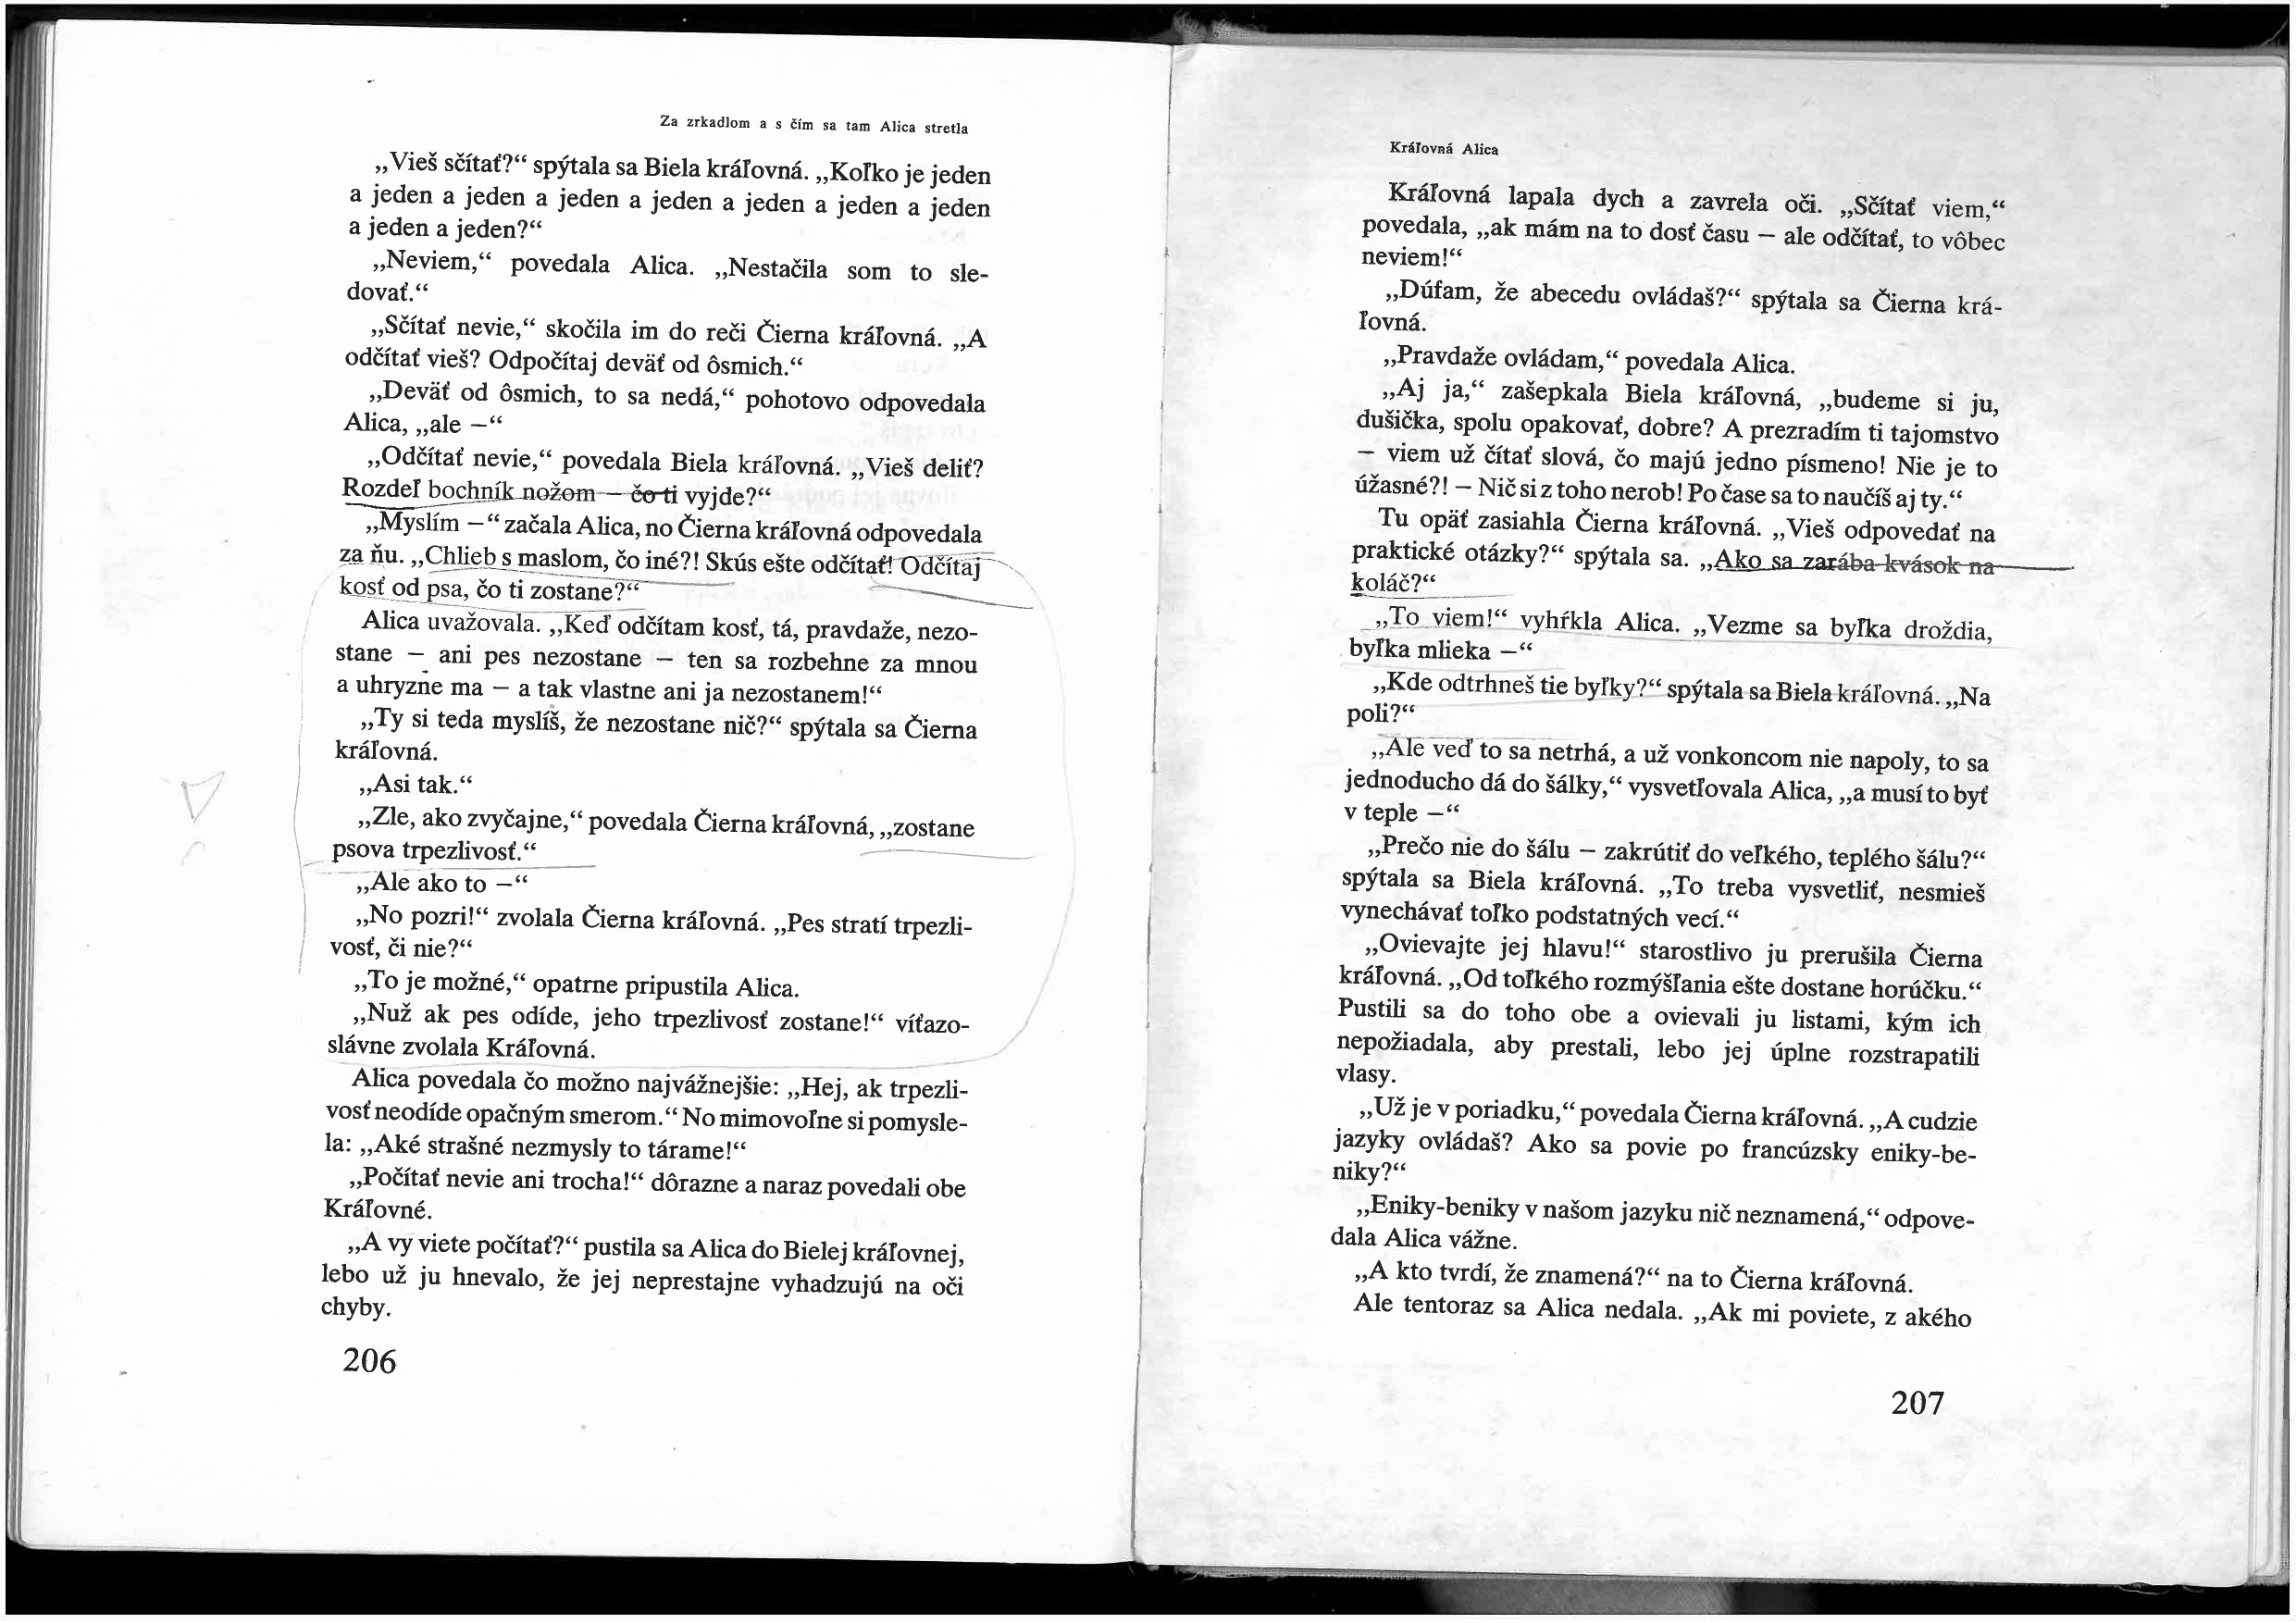 Za zrkadlom a s čím sa tam Alica stretla
„Vieš sčítať?“ spýtala sa Biela kráľovná. „Koľko je jeden
a jeden a jeden a jeden a jeden a jeden a jeden a jeden
a jeden a jeden?“
„Neviem,“ povedala Alica. „Nestačila som to sle-
dovať.“
„Sčítať nevie,“ skočila im do reči Čierna kráľovná. „A
odčítať vieš? Odpočítaj deväť od ôsmich.“
„Deväť od ôsmich, to sa nedá,“ pohotovo odpovedala
Alica, „ale —“
„Odčítať nevie,“ povedala Biela kráľovná. „Vieš deliť?
Rozdeľ bochník nožom — čo ti vyjde?“
„Myslím —“ začala Alica, no Čierna kráľovná odpovedala
za ňu. „Chlieb s maslom, čo iné?! Skús ešte odčítať! Odčítaj
kosť od psa, čo ti zostane?“
Alica uvažovala. „Keď odčítam kosť, tá, pravdaže, nezo-
stane — ani pes nezostane — ten sa rozbehne za mnou
a uhryzne ma — a tak vlastne ani ja nezostanem!“
„Ty si teda myslíš, že nezostane nič?“ spýtala sa Čierna
kráľovná.
„Asi tak.“
„Zle, ako zvyčajne,“ povedala Čierna kráľovná, „zostane
psova trpezlivosť.“
„Ale ako to —“
„No pozri!“ zvolala Čierna kráľovná. „Pes stratí trpezli-
vosť, či nie?“
„To je možné,“ opatrne pripustila Alica.
„Nuž ak pes odíde, jeho trpezlivosť zostane!“ víťazo-
slávne zvolala Kráľovná.
Alica povedala čo možno najvážnejšie: „Hej, ak trpezli-
vosť neodíde opačným smerom.“ No mimovoľne si pomysle-
la: „Aké strašné nezmysly to tárame!“
„Počítať nevie ani trocha!“ dôrazne a naraz povedali obe
Kráľovné.
„A vy viete počítať?“ pustila sa Alica do Bielej kráľovnej,
lebo už ju hnevalo, že jej neprestajne vyhadzujú na oči
chyby.
206
Kráľovná Alica
Kráľovná lapala dych a zavrela oči. „Sčítať viem,“
povedala, „ak mám na to dosť času — ale odčítať, to vôbec
neviem!“
„Dúfam, že abecedu ovládaš?“ spýtala sa Čierna krá-
ľovná.
„Pravdaže ovládam,“ povedala Alica.
„Aj ja,“ zašepkala Biela kráľovná, „budeme si ju,
dušička, spolu opakovať, dobre? A prezradím ti tajomstvo
— viem už čítať slová, čo majú jedno písmeno! Nie je to
úžasné?! — Nič si z toho nerob! Po čase sa to naučíš aj ty.“
Tu opäť zasiahla Čierna kráľovná. „Vieš odpovedať na
praktické otázky?“ spýtala sa. „Ako sa zarába kvások na
koláč?“
„To viem!“ vyhŕkla Alica. „Vezme sa byľka droždia,
byľka mlieka —“
„Kde odtrhneš tie byľky?“ spýtala sa Biela kráľovná. „Na
poli?“
„Ale veď to sa netrhá, a už vonkoncom nie napoly, to sa
jednoducho dá do šálky,“ vysvetľovala Alica, „a musí to byť
v teple —“
„Prečo nie do šálu — zakrútiť do veľkého, teplého šálu?“
spýtala sa Biela kráľovná. „To treba vysvetliť, nesmieš
vynechávať toľko podstatných vecí.“
„Ovievajte jej hlavu!“ starostlivo ju prerušila Čierna
kráľovná. „Od toľkého rozmýšľania ešte dostane horúčku.“
Pustili sa do toho obe a ovievali ju listami, kým ich
nepožiadala, aby prestali, lebo jej úplne rozstrapatili
vlasy.
„Už je v poriadku,“ povedala Čierna kráľovná. „A cudzie
jazyky ovládaš? Ako sa povie po francúzsky eniky-be-
niky?“
„Eniky-beniky v našom jazyku nič neznamená,“ odpove-
dala Alica vážne.
„A kto tvrdí, že znamená?“ na to Čierna kráľovná.
Ale tentoraz sa Alica nedala. „Ak mi poviete, z akého
207